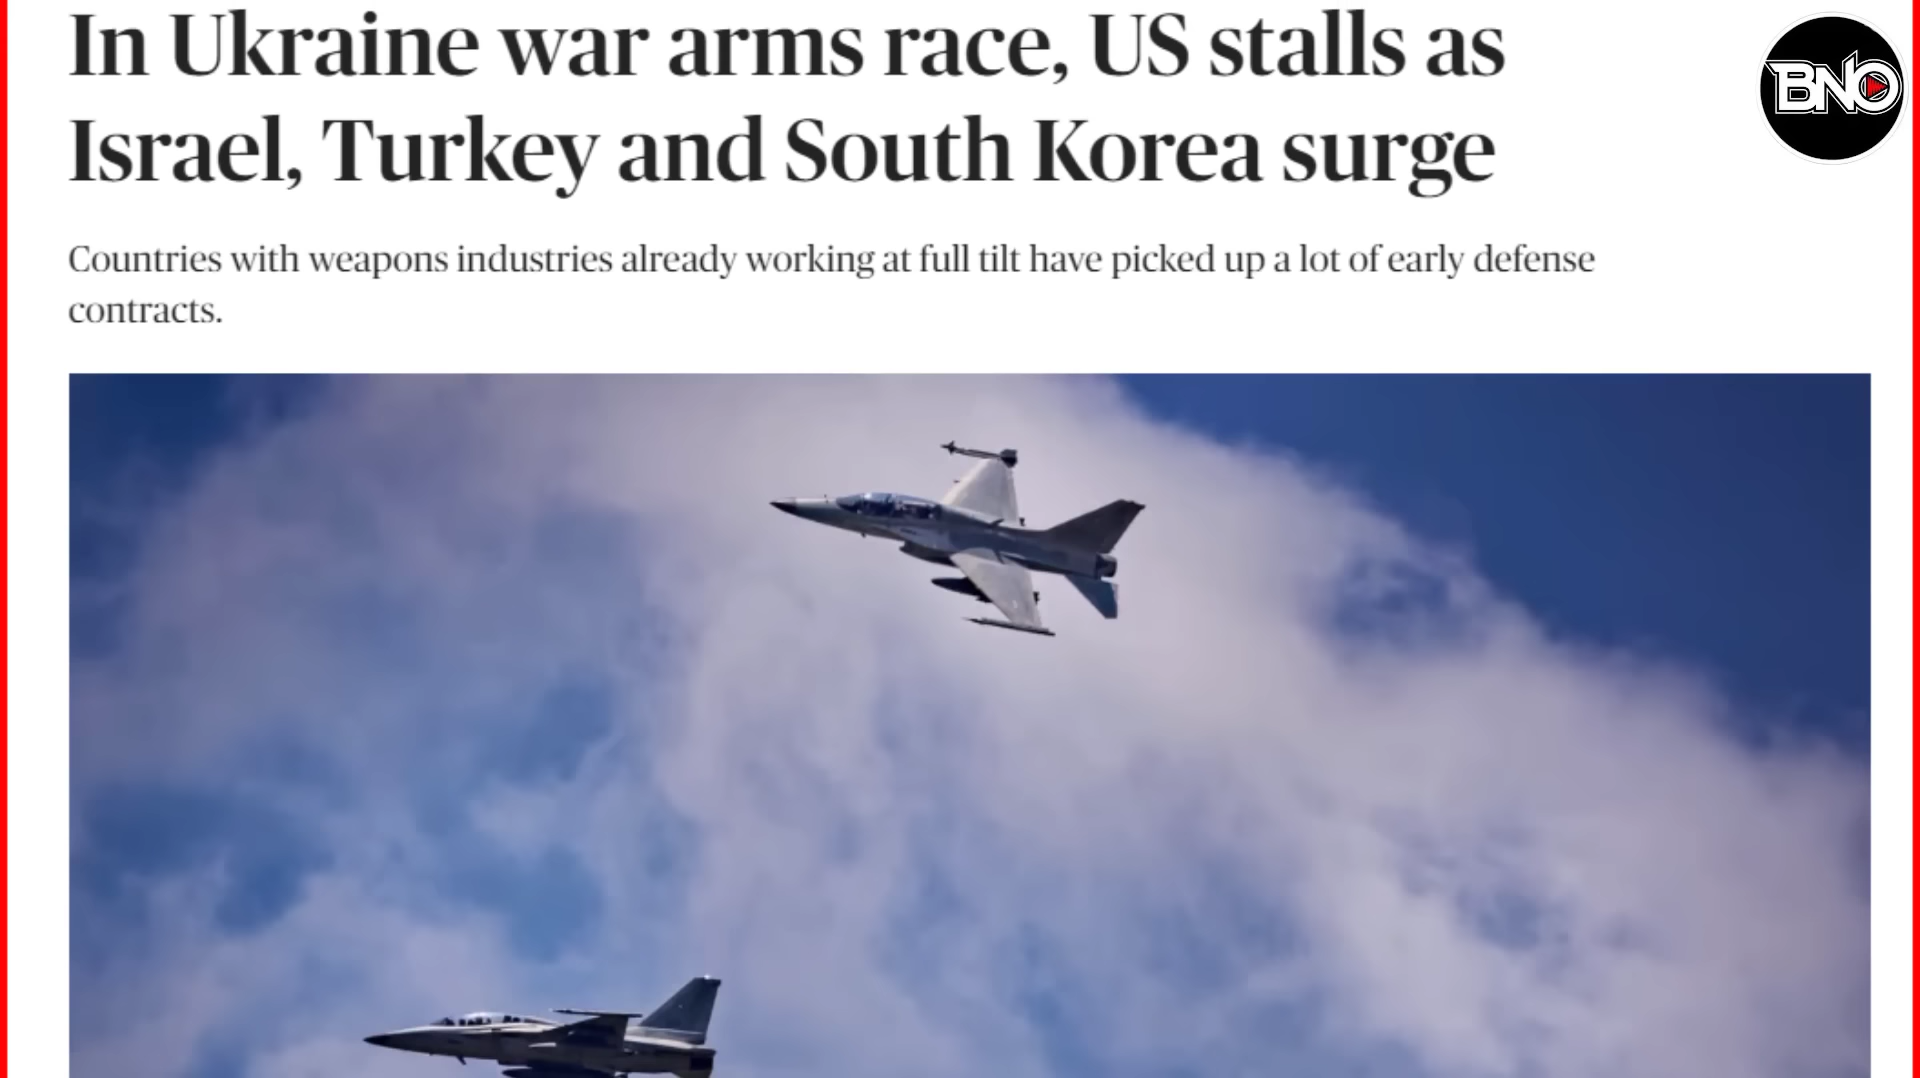 In Ukraine war arms race, US stalls as
Israel, Turkey and South Korea surge
BNO
Countries with weapons industries already working at full tilt have picked up a lot of early defense
contracts.